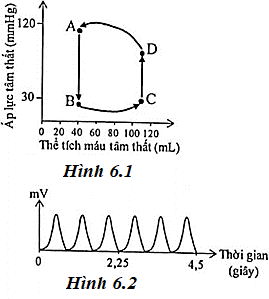 Áp lực tâm thất (mmHg)
120
30
A
D
B
C
0 20 40 60 80 100 120
Thể tích máu tâm thất (mL)
Hình 6.1
mV
0
2,25
4,5
Thời gian
(giây)
Hình 6.2